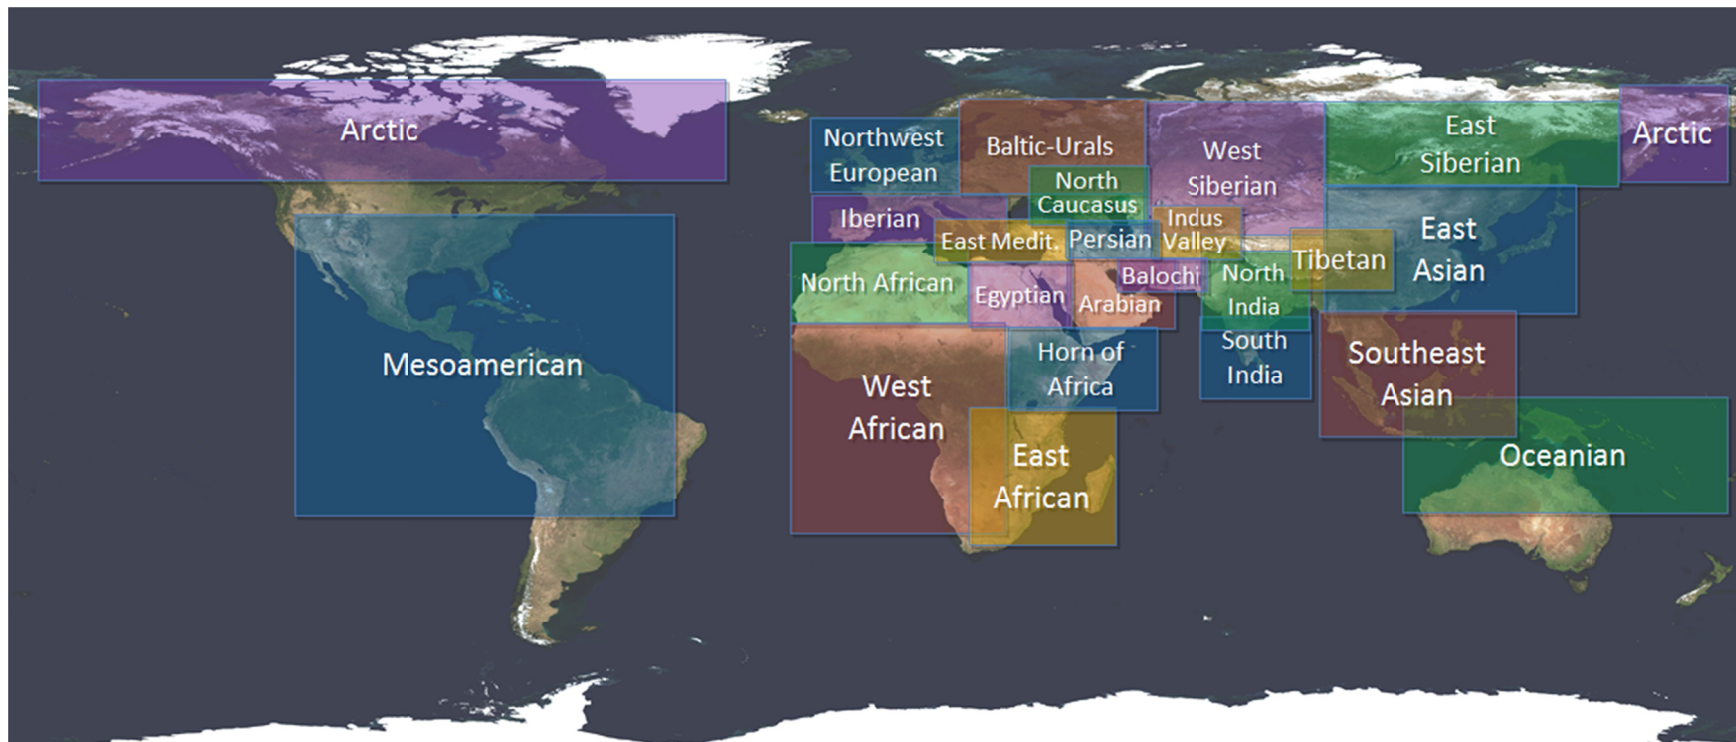 Arctic
Northwest
European
Baltic-Urals
West
Siberian
East
Siberian
Arctic
North
Caucasus
Iberian
East Medit.
Persian
Indus
Valley
East
Asian
Tibetan
North African
Egyptian
Arabian
Balochi
North
India
Mesoamerican
West
African
Horn of
Africa
South
India
Southeast
Asian
East
African
Oceanian